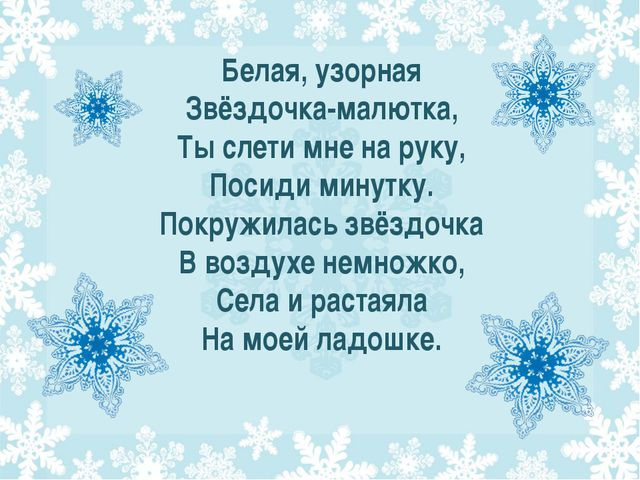 Белая, узорная
Звёздочка-малютка,
Ты слети мне на руку,
Посиди минутку.
Покружилась звёздочка
В воздухе немножко,
Села и растаяла
На моей ладошке.